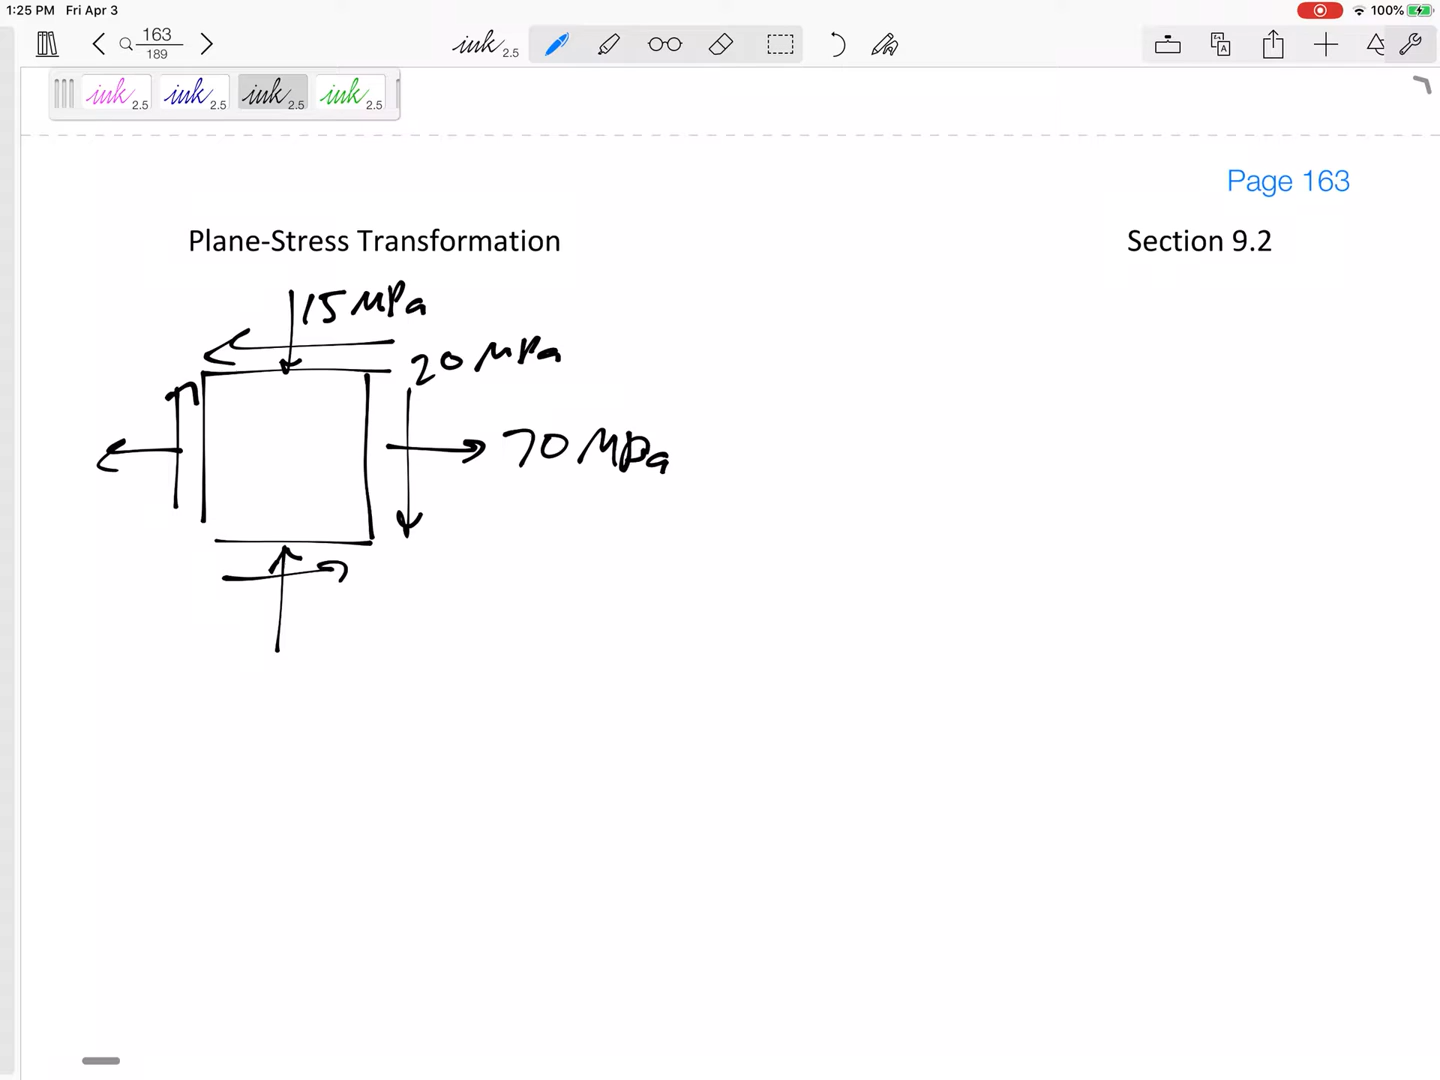 1:25 PM Fri Apr 3
100%
163
189
ink 2.5
ink 2.5
ink 2.5
ink 2.5
ink 2.5
Page 163
Plane-Stress Transformation
Section 9.2
15 MPa
20 MPa
70 MPa